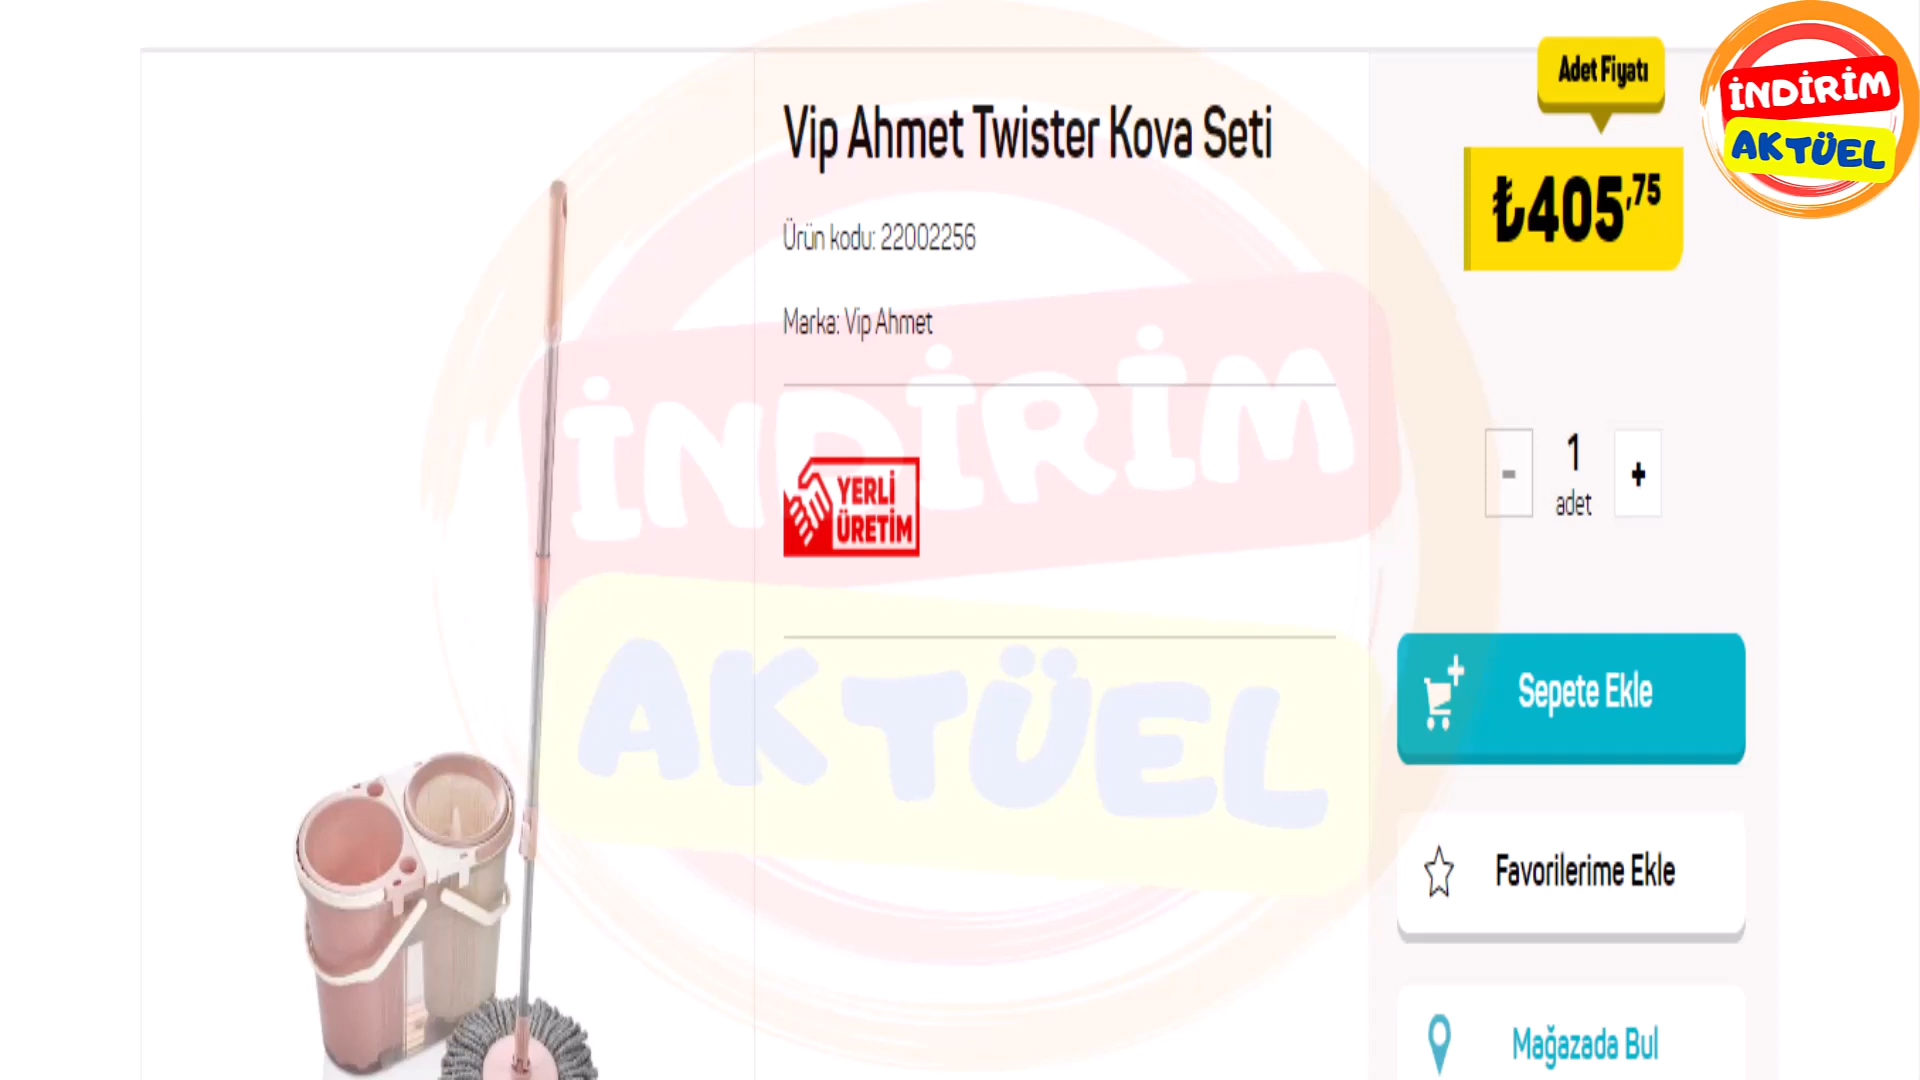 Vip Ahmet Twister Kova Seti
Ürün kodu: 22002256
Marka: Vip Ahmet
YERLİ
ÜRETİM
Adet Fiyatı
₺405,75
- 1 +
adet
Sepete Ekle
Favorilerime Ekle
Mağazada Bul
İNDİRİM
AKTÜEL
İNDİRİM
AKTÜEL